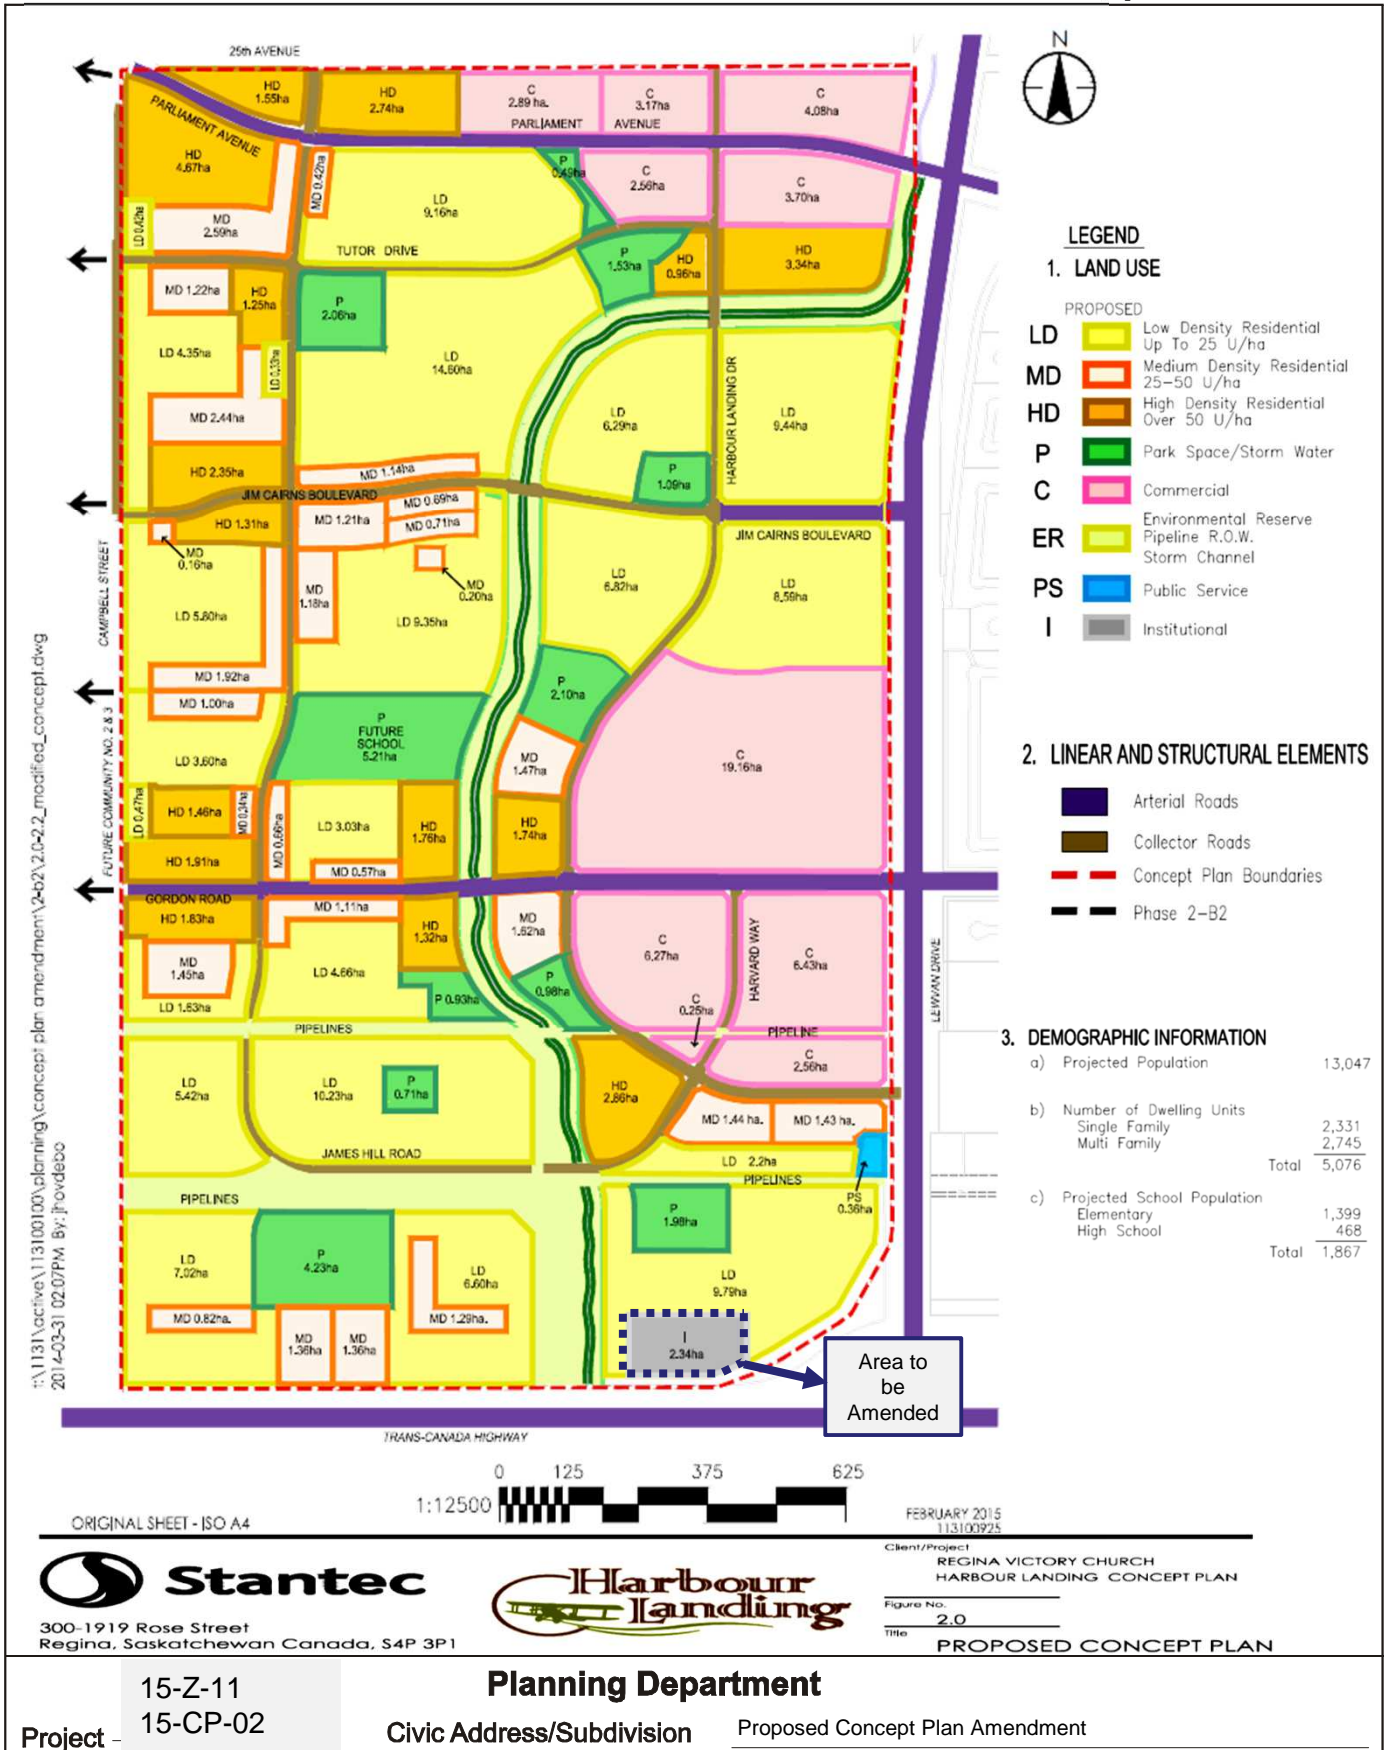 25th AVENUE
HD
1.55ha
HD
2.74ha
C
2.89 ha.
C
3.17ha
C
4.08ha
PARLIAMENT AVENUE
PARLIAMENT AVENUE
HD
4.67ha
MD 0.42ha
LD
9.16ha
P
0.49ha
C
2.56ha
C
3.70ha
LD 0.42ha
MD
2.59ha
TUTOR DRIVE
P
1.53ha
HD
0.96ha
HD
3.34ha
MD 1.22ha
HD
1.25ha
P
2.06ha
LD 4.35ha
LD 0.33ha
LD
14.60ha
MD 2.44ha
LD
6.29ha
HARBOUR LANDING DR
LD
9.44ha
HD 2.35ha
MD 1.14ha
P
1.09ha
JIM CAIRNS BOULEVARD
MD 0.69ha
HD 1.31ha
MD 1.21ha
MD 0.71ha
JIM CAIRNS BOULEVARD
MD
0.16ha
CAMPBELL STREET
MD
1.18ha
MD
0.20ha
LD
6.82ha
LD
8.59ha
LD 5.80ha
LD 9.35ha
MD 1.92ha
MD 1.00ha
P
2.10ha
P
FUTURE
SCHOOL
5.21ha
FUTURE COMMUNITY NO. 2 & 3
LD 3.60ha
MD
1.47ha
C
19.16ha
LD 0.47ha
HD 1.46ha
MD 0.34ha
MD 0.66ha
LD 3.03ha
HD
1.76ha
HD
1.74ha
HD 1.91ha
MD 0.57ha
GORDON ROAD
HD 1.83ha
MD 1.11ha
HD
1.32ha
MD
1.62ha
C
6.27ha
HARVARD WAY
C
6.43ha
LEWVAN DRIVE
MD
1.45ha
LD 4.66ha
P 0.93ha
P
0.98ha
C
0.25ha
LD 1.63ha
PIPELINES
PIPELINE
C
2.56ha
LD
5.42ha
LD
10.23ha
P
0.71ha
HD
2.86ha
MD 1.44 ha.
MD 1.43 ha.
JAMES HILL ROAD
LD 2.2ha
PIPELINES
PIPELINES
PS
0.36ha
P
1.98ha
LD
7.02ha
P
4.23ha
LD
6.60ha
LD
9.79ha
MD 0.82ha.
MD
1.36ha
MD
1.36ha
MD 1.29ha.
I
2.34ha
Area to
be
Amended
TRANS-CANADA HIGHWAY
N
LEGEND
1. LAND USE
PROPOSED
LD Low Density Residential
Up To 25 U/ha
MD Medium Density Residential
25-50 U/ha
HD High Density Residential
Over 50 U/ha
P Park Space/Storm Water
C Commercial
ER Environmental Reserve
Pipeline R.O.W.
Storm Channel
PS Public Service
I Institutional
2. LINEAR AND STRUCTURAL ELEMENTS
Arterial Roads
Collector Roads
Concept Plan Boundaries
Phase 2-B2
3. DEMOGRAPHIC INFORMATION
a) Projected Population 13,047
b) Number of Dwelling Units
Single Family 2,331
Multi Family 2,745
Total 5,076
c) Projected School Population
Elementary 1,399
High School 468
Total 1,867
2014-03-31 02:07PM By: jhovdebo
0 125 375 625
1:12500
ORIGINAL SHEET - ISO A4
FEBRUARY 2015
113100925
Stantec
300-1919 Rose Street
Regina, Saskatchewan Canada, S4P 3P1
Harbour
Landing
Client/Project
REGINA VICTORY CHURCH
HARBOUR LANDING CONCEPT PLAN
Figure No.
2.0
Title
PROPOSED CONCEPT PLAN
Planning Department
15-Z-11
15-CP-02
Project
Civic Address/Subdivision
Proposed Concept Plan Amendment